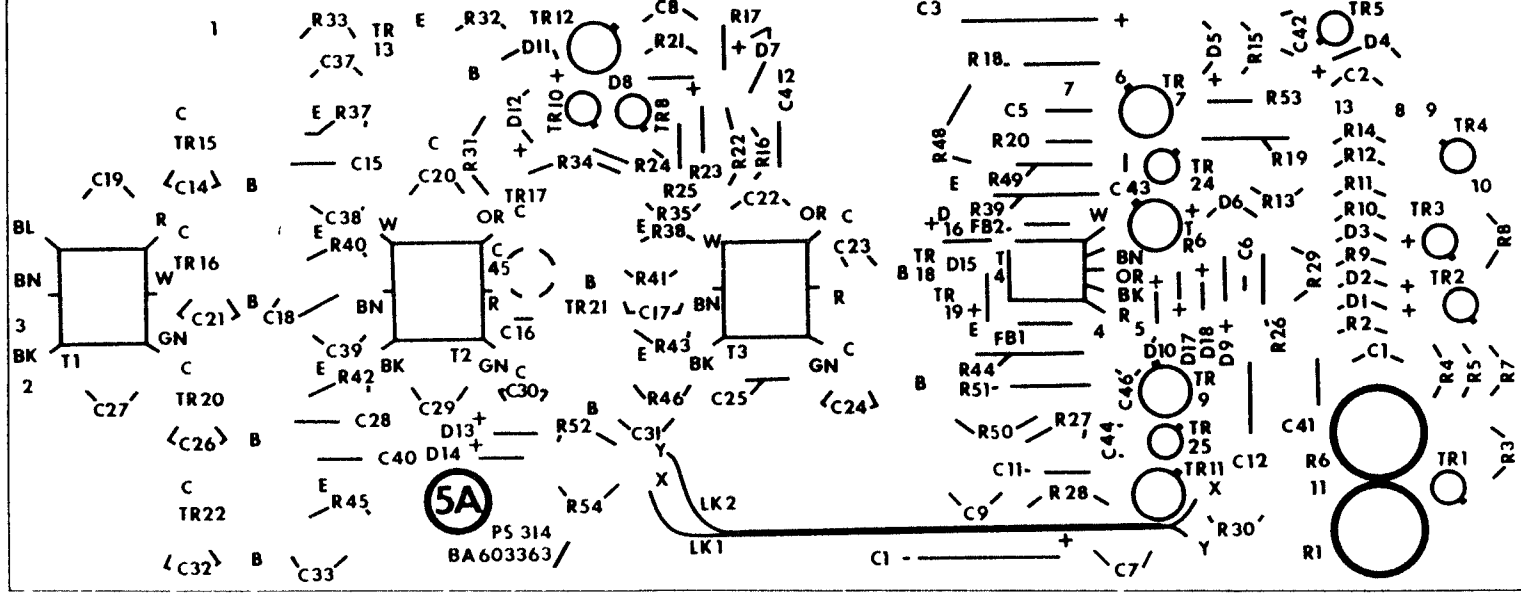 1
R33
TR
13
E
R32
TR12
C8
R17
C3
+
TR5
D11
R21
+ D7
D5
R15
C42
D4
C37
B
+
D8
12
R18
7
6
TR
7
+
+
C2
C
E
R37
D12
TR10
TR8
+
C4
C5
R53
13
8
9
TR4
TR15
C
R31
+
R34
R24
R22
R16
R48
R20
R14
R12
R19
C15
R23
R49
TR
24
C19
C14
B
C20
TR17
R25
C22
E
C 43
R11
10
C38
OR
C
R35
OR
C
D
+16
R39
W
+
D6
R13
R10
TR3
BL
R
C
E
R40
W
E
R38
W
FB2
T
R6
D3
+
R8
TR16
C
45
C23
TR
18
D15
T
4
BN
C6
R29
R9
BN
W
B
R41
B
OR
+
+
D2
TR2
C21
B
C18
BN
R
TR21
C17
BN
R
TR
19
+
BK
+
D1
+
3
GN
C16
E
FB1
R
4
5
+
R2
+
BK
T1
C39
BK
T2
GN
E
R43
BK
T3
GN
C
D10
D17
D18
D9
+
R26
C1
2
C
E
R42
C
C30
R44
R4
R5
R7
C27
TR20
C29
B
R46
C25
C24
B
R51
C46
TR
9
C26
B
C28
D13
+
R52
C31
R50
R27
C44
TR
25
C41
R3
C40
D14
+
Y
C11
TR11
C12
R6
TR1
C
E
R45
5A
X
R54
LK2
C9
R28
X
11
TR22
PS 314
R30
C32
B
C33
BA603363
LK1
C1
-
+
C7
Y
R1